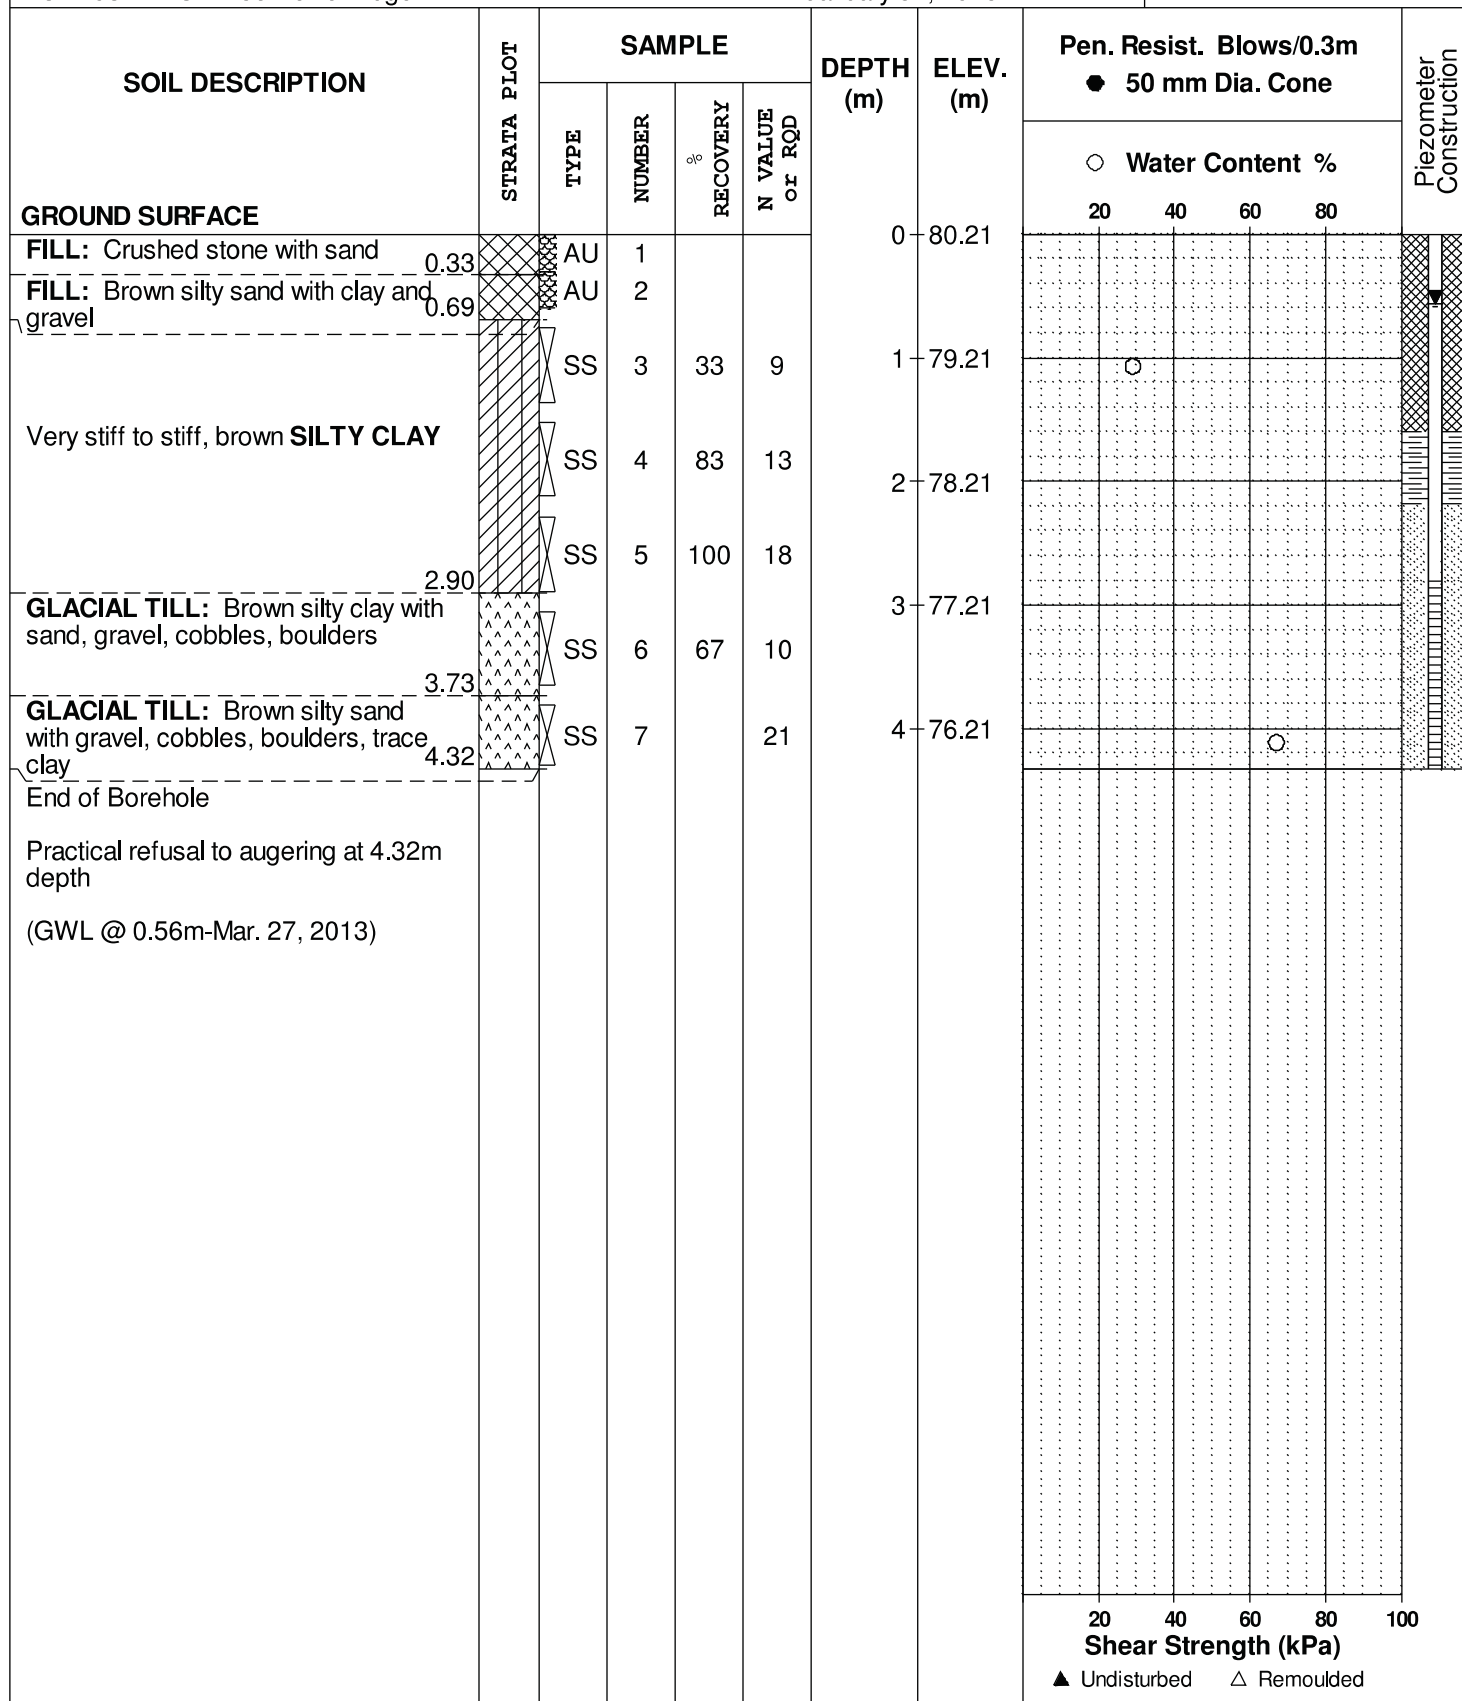 SOIL DESCRIPTION
GROUND SURFACE
STRATA PLOT
SAMPLE
TYPE
NUMBER
% RECOVERY
N VALUE or RQD
DEPTH (m)
ELEV. (m)
Pen. Resist. Blows/0.3m
● 50 mm Dia. Cone
○ Water Content %
20 40 60 80
Piezometer Construction
FILL: Crushed stone with sand
0.33
AU 1
0 80.21
FILL: Brown silty sand with clay and
gravel
0.69
AU 2
SS 3 33 9
1 79.21
Very stiff to stiff, brown SILTY CLAY
SS 4 83 13
2 78.21
SS 5 100 18
2.90
GLACIAL TILL: Brown silty clay with
sand, gravel, cobbles, boulders
3 77.21
SS 6 67 10
3.73
GLACIAL TILL: Brown silty sand
with gravel, cobbles, boulders, trace
clay
4.32
SS 7 21
4 76.21
End of Borehole
Practical refusal to augering at 4.32m
depth
(GWL @ 0.56m-Mar. 27, 2013)
20 40 60 80 100
Shear Strength (kPa)
▲ Undisturbed △ Remoulded